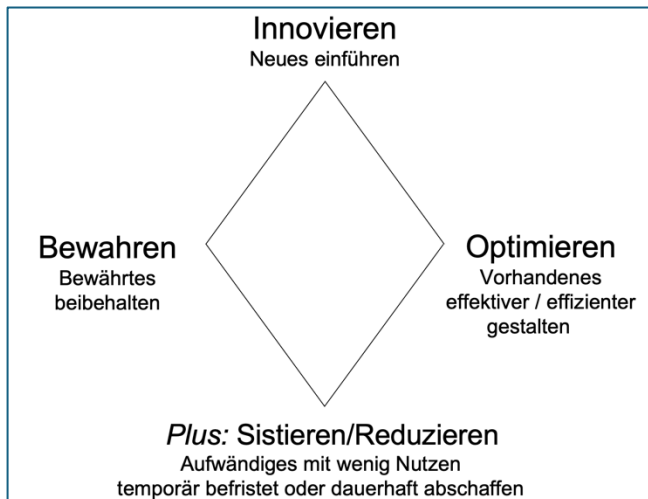 Innovieren
Neues einführen
Bewahren
Bewährtes
beibehalten
Optimieren
Vorhandenes
effektiver / effizienter
gestalten
Plus: Sistieren/Reduzieren
Aufwändiges mit wenig Nutzen
temporär befristet oder dauerhaft abschaffen